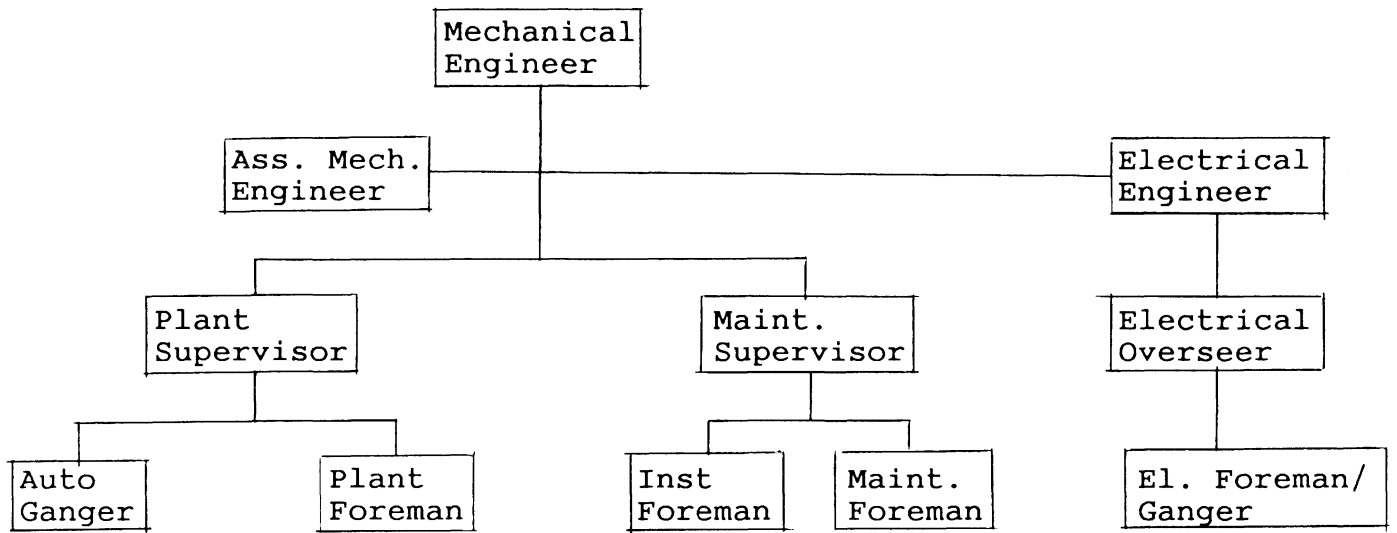 Mechanical
Engineer
Ass. Mech.
Engineer
Electrical
Engineer
Plant
Supervisor
Maint.
Supervisor
Electrical
Overseer
Auto
Ganger
Plant
Foreman
Inst
Foreman
Maint.
Foreman
El. Foreman/
Ganger